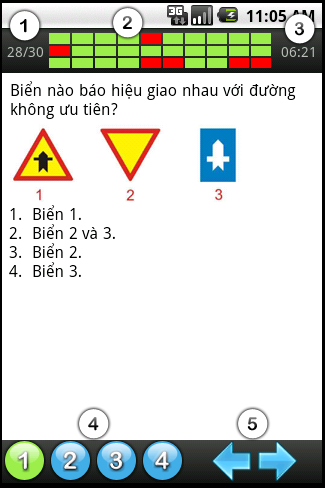 1
2
3
3G
11:05 AM
28/30
06:21
Biển nào báo hiệu giao nhau với đường
không ưu tiên?
1 2 3
1. Biển 1.
2. Biển 2 và 3.
3. Biển 2.
4. Biển 3.
4 5
1 2 3 4